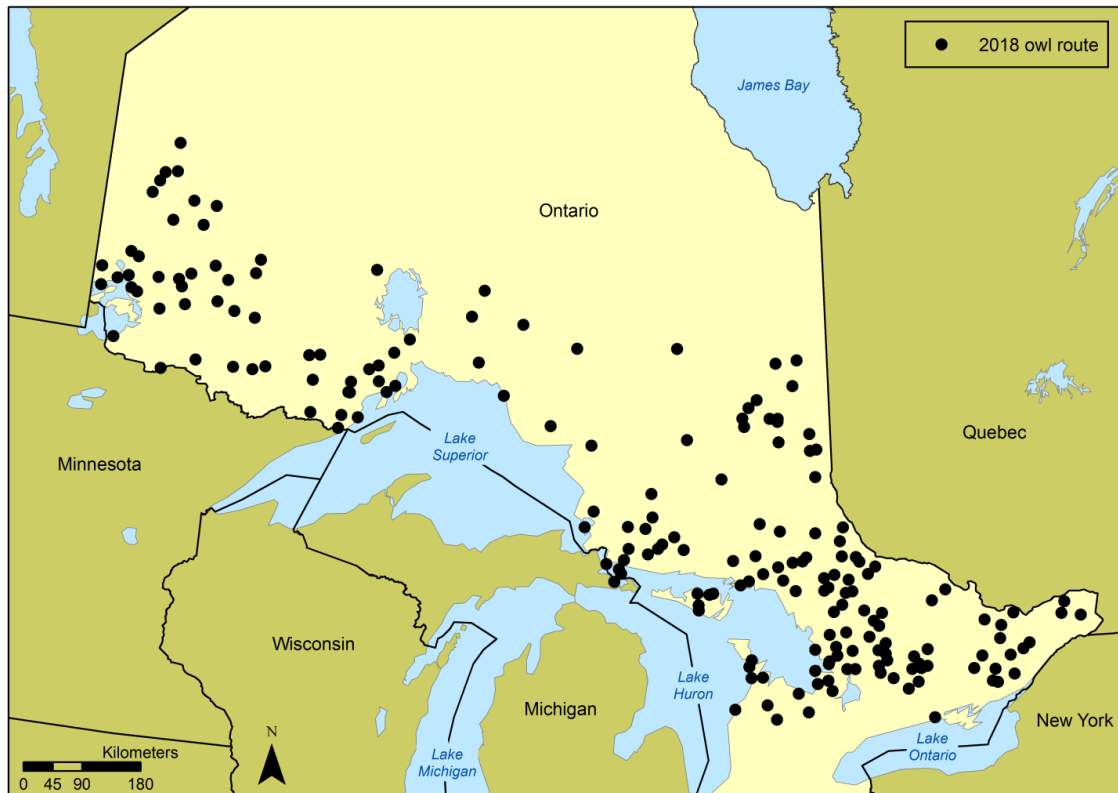 2018 owl route
James Bay
Ontario
Quebec
Minnesota
Lake
Superior
Wisconsin
Michigan
Lake
Huron
Lake
Michigan
New York
Lake
Ontario
N
Kilometers
0 45 90 180